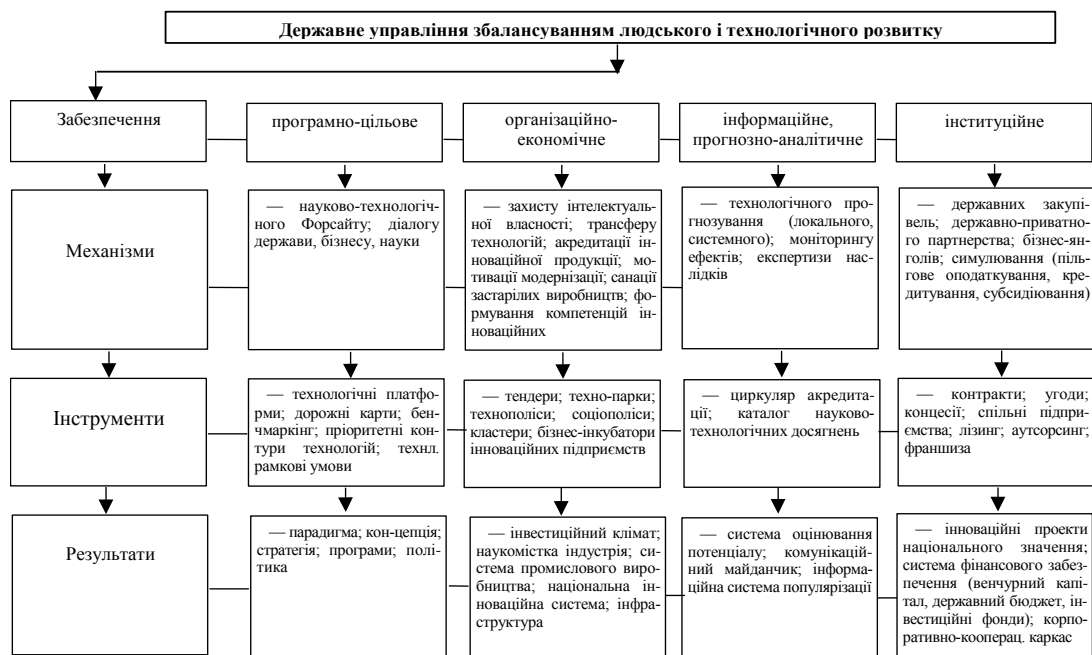 Державне управління збалансуванням людського і технологічного розвитку
Забезпечення
програмно-цільове
організаційно-
економічне
інформаційне,
прогнозно-аналітичне
інституційне
Механізми
— науково-технологіч-
ного Форсайту; діалогу
держави, бізнесу, науки
— захисту інтелектуаль-
ної власності; трансферу
технологій; акредитації ін-
новаційної продукції; мо-
тивації модернізації; санації
застарілих виробництв; фо-
рмування компетенцій ін-
новаційних
— технологічного про-
гнозування (локального,
системного); моніторингу
ефектів; експертизи нас-
лідків
— державних закупі-
вель; державно-приват-
ного партнерства; бізнес-ян-
голів; симулювання (піль-
гове оподаткування, кре-
дитування, субсидіювання)
Інструменти
— технологічні платфо-
рми; дорожні карти; бе-
нчмаркінг; пріоритетні кон-
тури технологій; технл.
рамкові умови
— тендери; техно-парки;
технополіси; соціополіси;
кластери; бізнес-інкубатори
інноваційних підприємств
— циркуляр акредита-
ції; каталог науково-
технологічних досягнень
— контракти; угоди;
концесії; спільні підпри-
ємства; лізинг; аутсорсинг;
франшиза
Результати
— парадигма; кон-цепція;
стратегія; програми; полі-
тика
— інвестиційний клімат;
наукомістка індустрія; си-
стема промислового виро-
бництва; національна ін-
новаційна система; інфра-
структура
— система оцінювання
потенціалу; комунікацій-
ний майданчик; інформа-
ційна система популяризації
— інноваційні проекти
національного значення;
система фінансового забез-
печення (венчурний капі-
тал, державний бюджет, ін-
вестиційні фонди); корпо-
ративно-кооперац. каркас